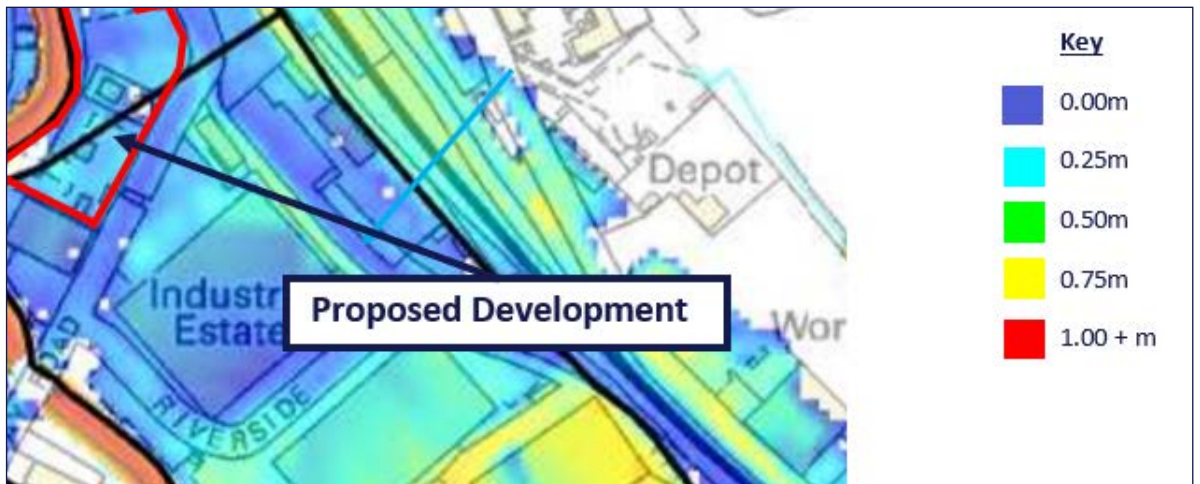 Key
0.00m
0.25m
0.50m
0.75m
1.00 + m
Depot
Industr
Estate
Proposed Development
Wor
ROAD
RIVERSIDE